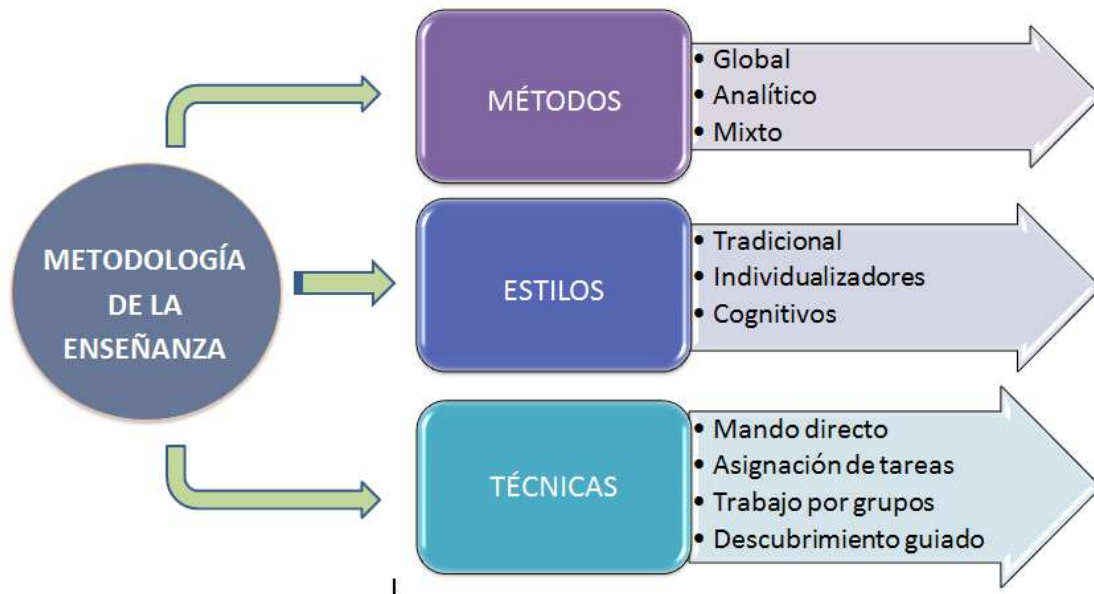 METODOLOGÍA
DE LA
ENSEÑANZA
MÉTODOS
• Global
• Analítico
• Mixto
ESTILOS
• Tradicional
• Individualizadores
• Cognitivos
TÉCNICAS
• Mando directo
• Asignación de tareas
• Trabajo por grupos
• Descubrimiento guiado